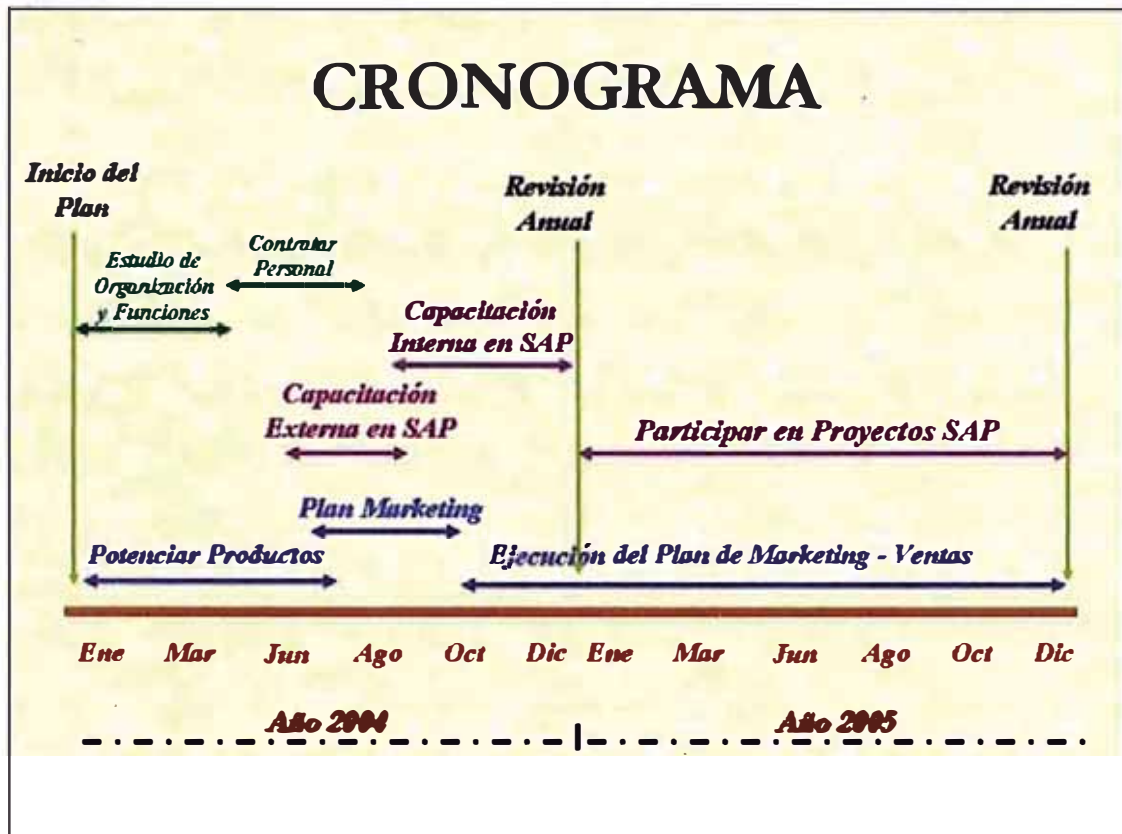 CRONOGRAMA
Inicio del
Plan
Revisión
Anual
Revisión
Anual
Estudio de
Organización
y Funciones
Contratar
Personal
Capacitación
Interna en SAP
Capacitación
Externa en SAP
Participar en Proyectos SAP
Plan Marketing
Potenciar Productos
Ejecución del Plan de Marketing - Ventas
Ene Mar Jun Ago Oct Dic Ene Mar Jun Ago Oct Dic
Año 2004 Año 2005